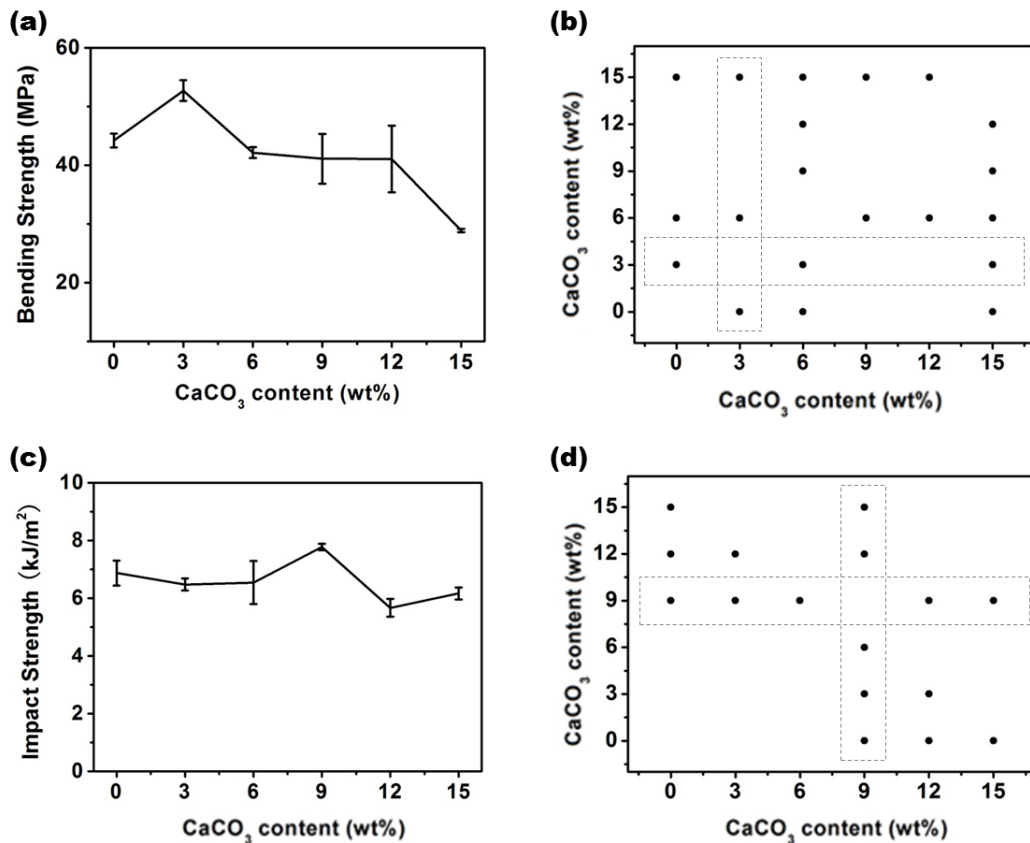 (a)
60
40
20
Bending Strength (MPa)
0 3 6 9 12 15
CaCO₃ content (wt%)
(b)
15
12
9
6
3
0
CaCO₃ content (wt%)
0 3 6 9 12 15
CaCO₃ content (wt%)
(c)
10
8
6
4
2
0
Impact Strength (kJ/m²)
0 3 6 9 12 15
CaCO₃ content (wt%)
(d)
15
12
9
6
3
0
CaCO₃ content (wt%)
0 3 6 9 12 15
CaCO₃ content (wt%)